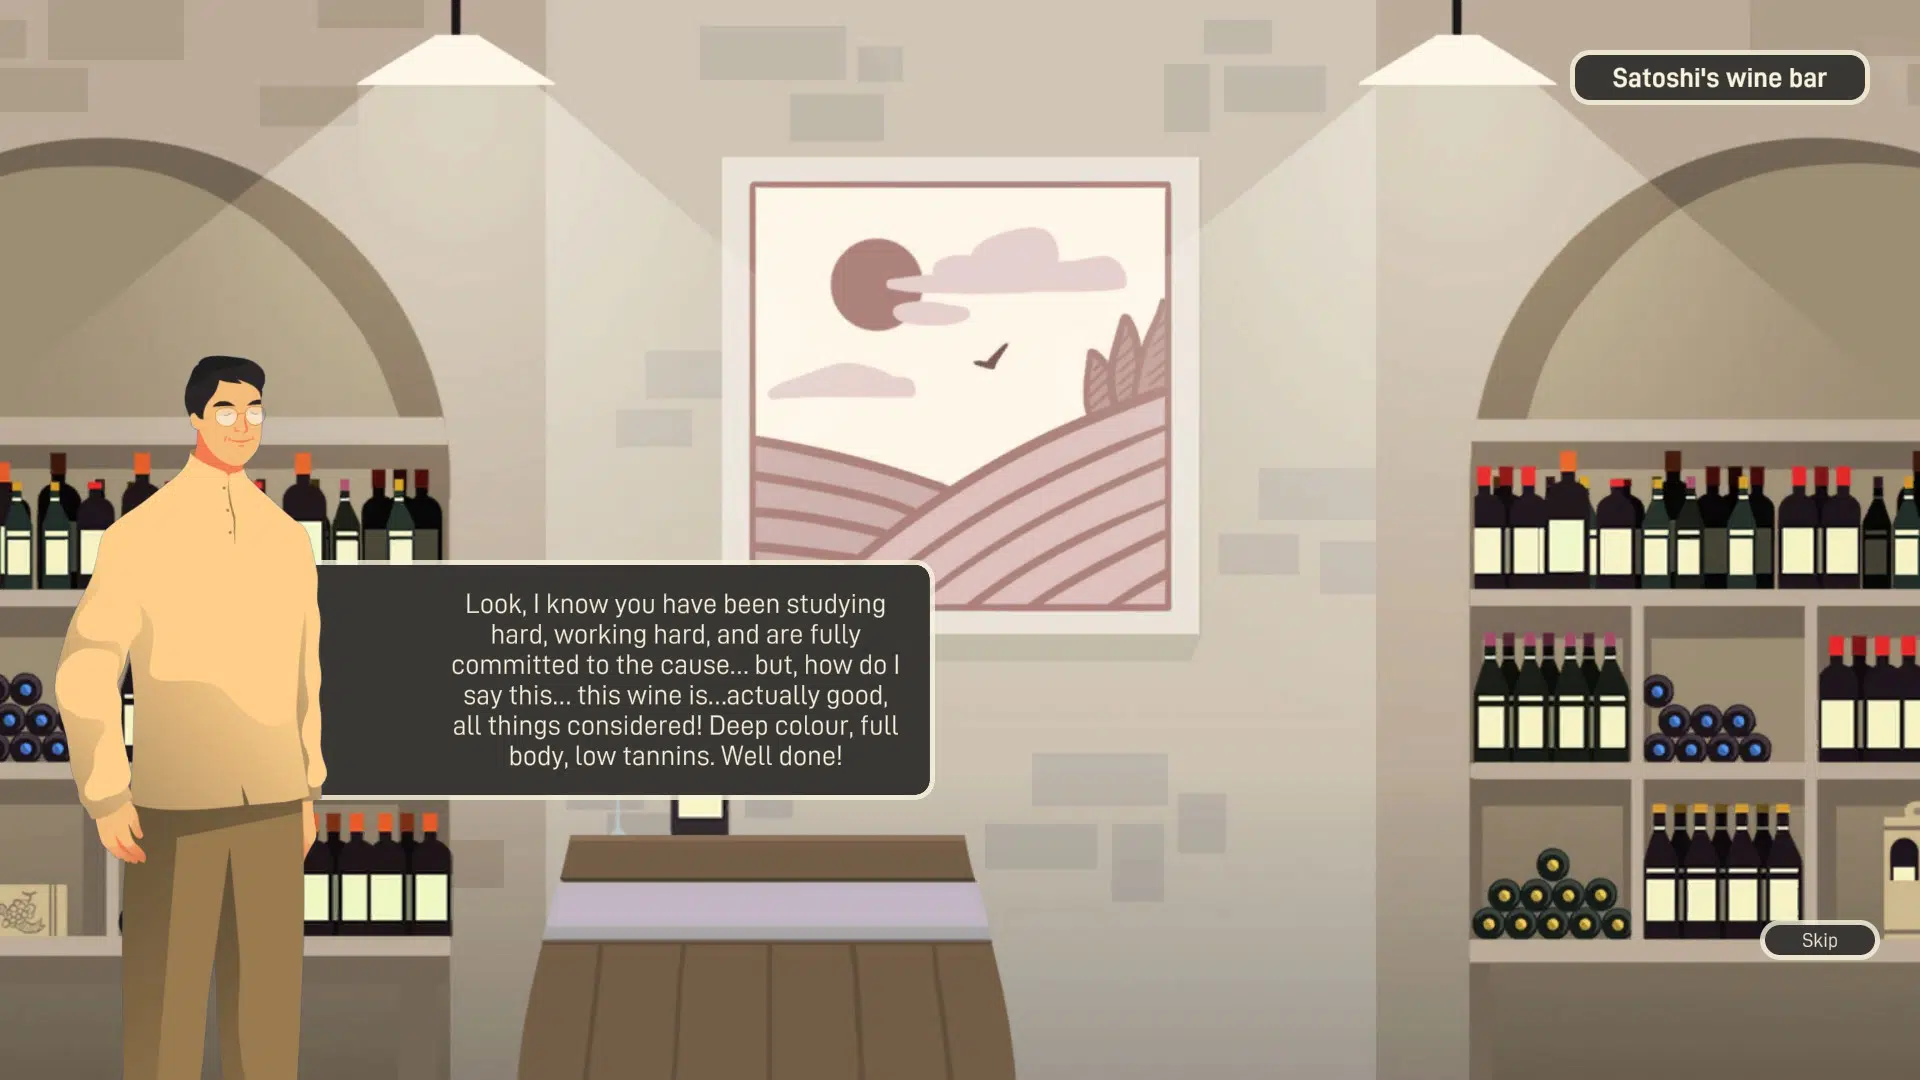 Satoshi's wine bar
Look, I know you have been studying
hard, working hard, and are fully
committed to the cause... but, how do I
say this... this wine is...actually good,
all things considered! Deep colour, full
body, low tannins. Well done!
Skip